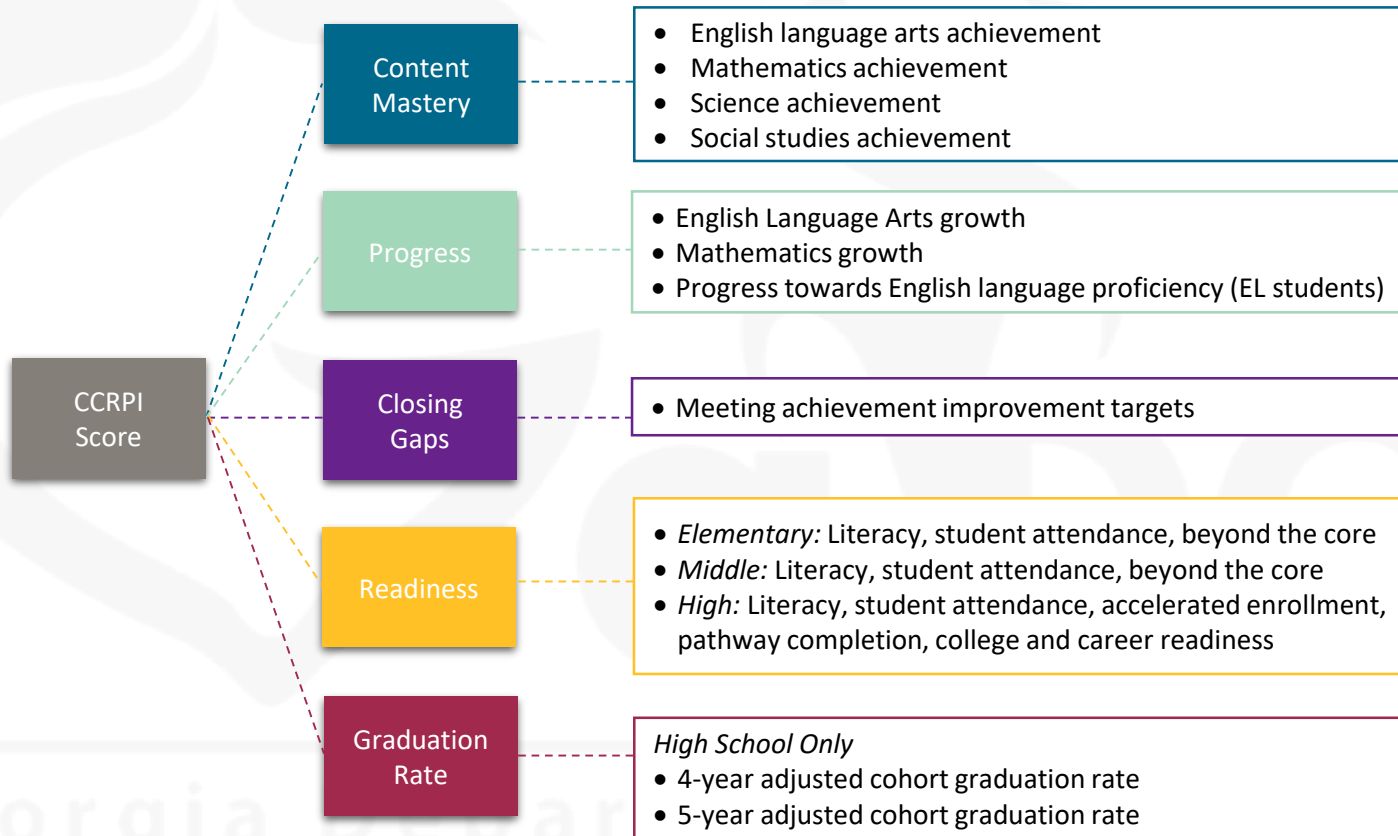 Content
Mastery
• English language arts achievement
• Mathematics achievement
• Science achievement
• Social studies achievement
Progress
• English Language Arts growth
• Mathematics growth
• Progress towards English language proficiency (EL students)
CCRPI
Score
Closing
Gaps
• Meeting achievement improvement targets
Readiness
• Elementary: Literacy, student attendance, beyond the core
• Middle: Literacy, student attendance, beyond the core
• High: Literacy, student attendance, accelerated enrollment,
pathway completion, college and career readiness
Graduation
Rate
High School Only
• 4-year adjusted cohort graduation rate
• 5-year adjusted cohort graduation rate